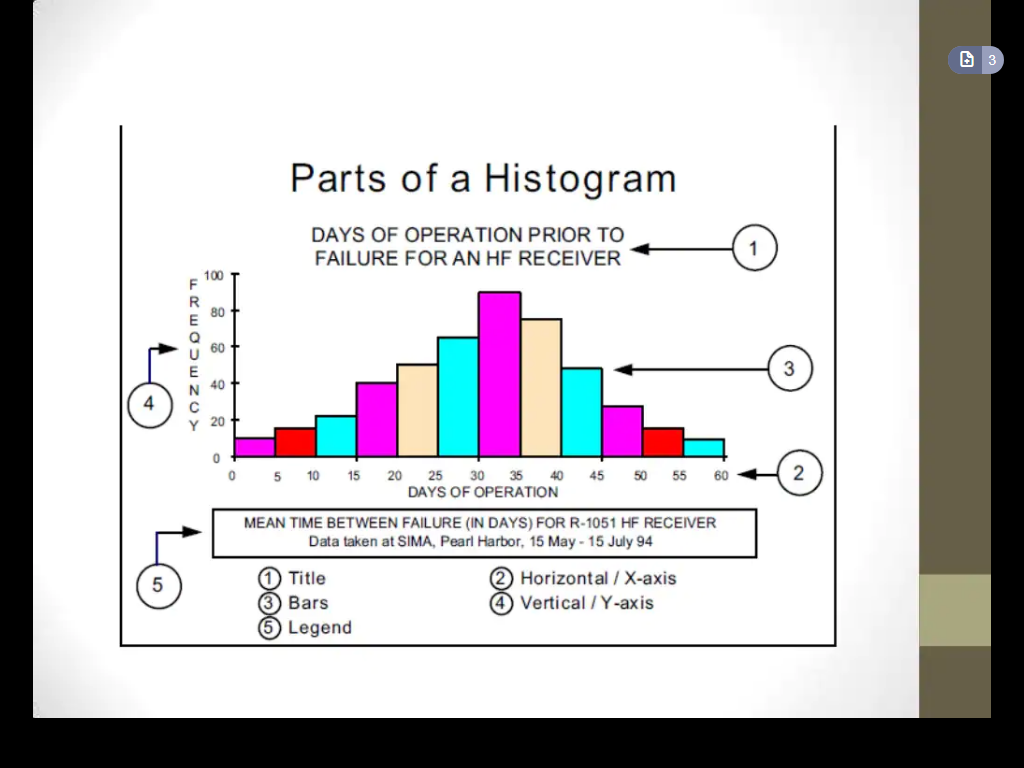 3
Parts of a Histogram
DAYS OF OPERATION PRIOR TO
FAILURE FOR AN HF RECEIVER
1
FREQUENCY
100
80
60
40
20
0
3
4
0 5 10 15 20 25 30 35 40 45 50 55 60
2
DAYS OF OPERATION
MEAN TIME BETWEEN FAILURE (IN DAYS) FOR R-1051 HF RECEIVER
Data taken at SIMA, Pearl Harbor, 15 May - 15 July 94
5
1 Title
2 Horizontal / X-axis
3 Bars
4 Vertical / Y-axis
5 Legend